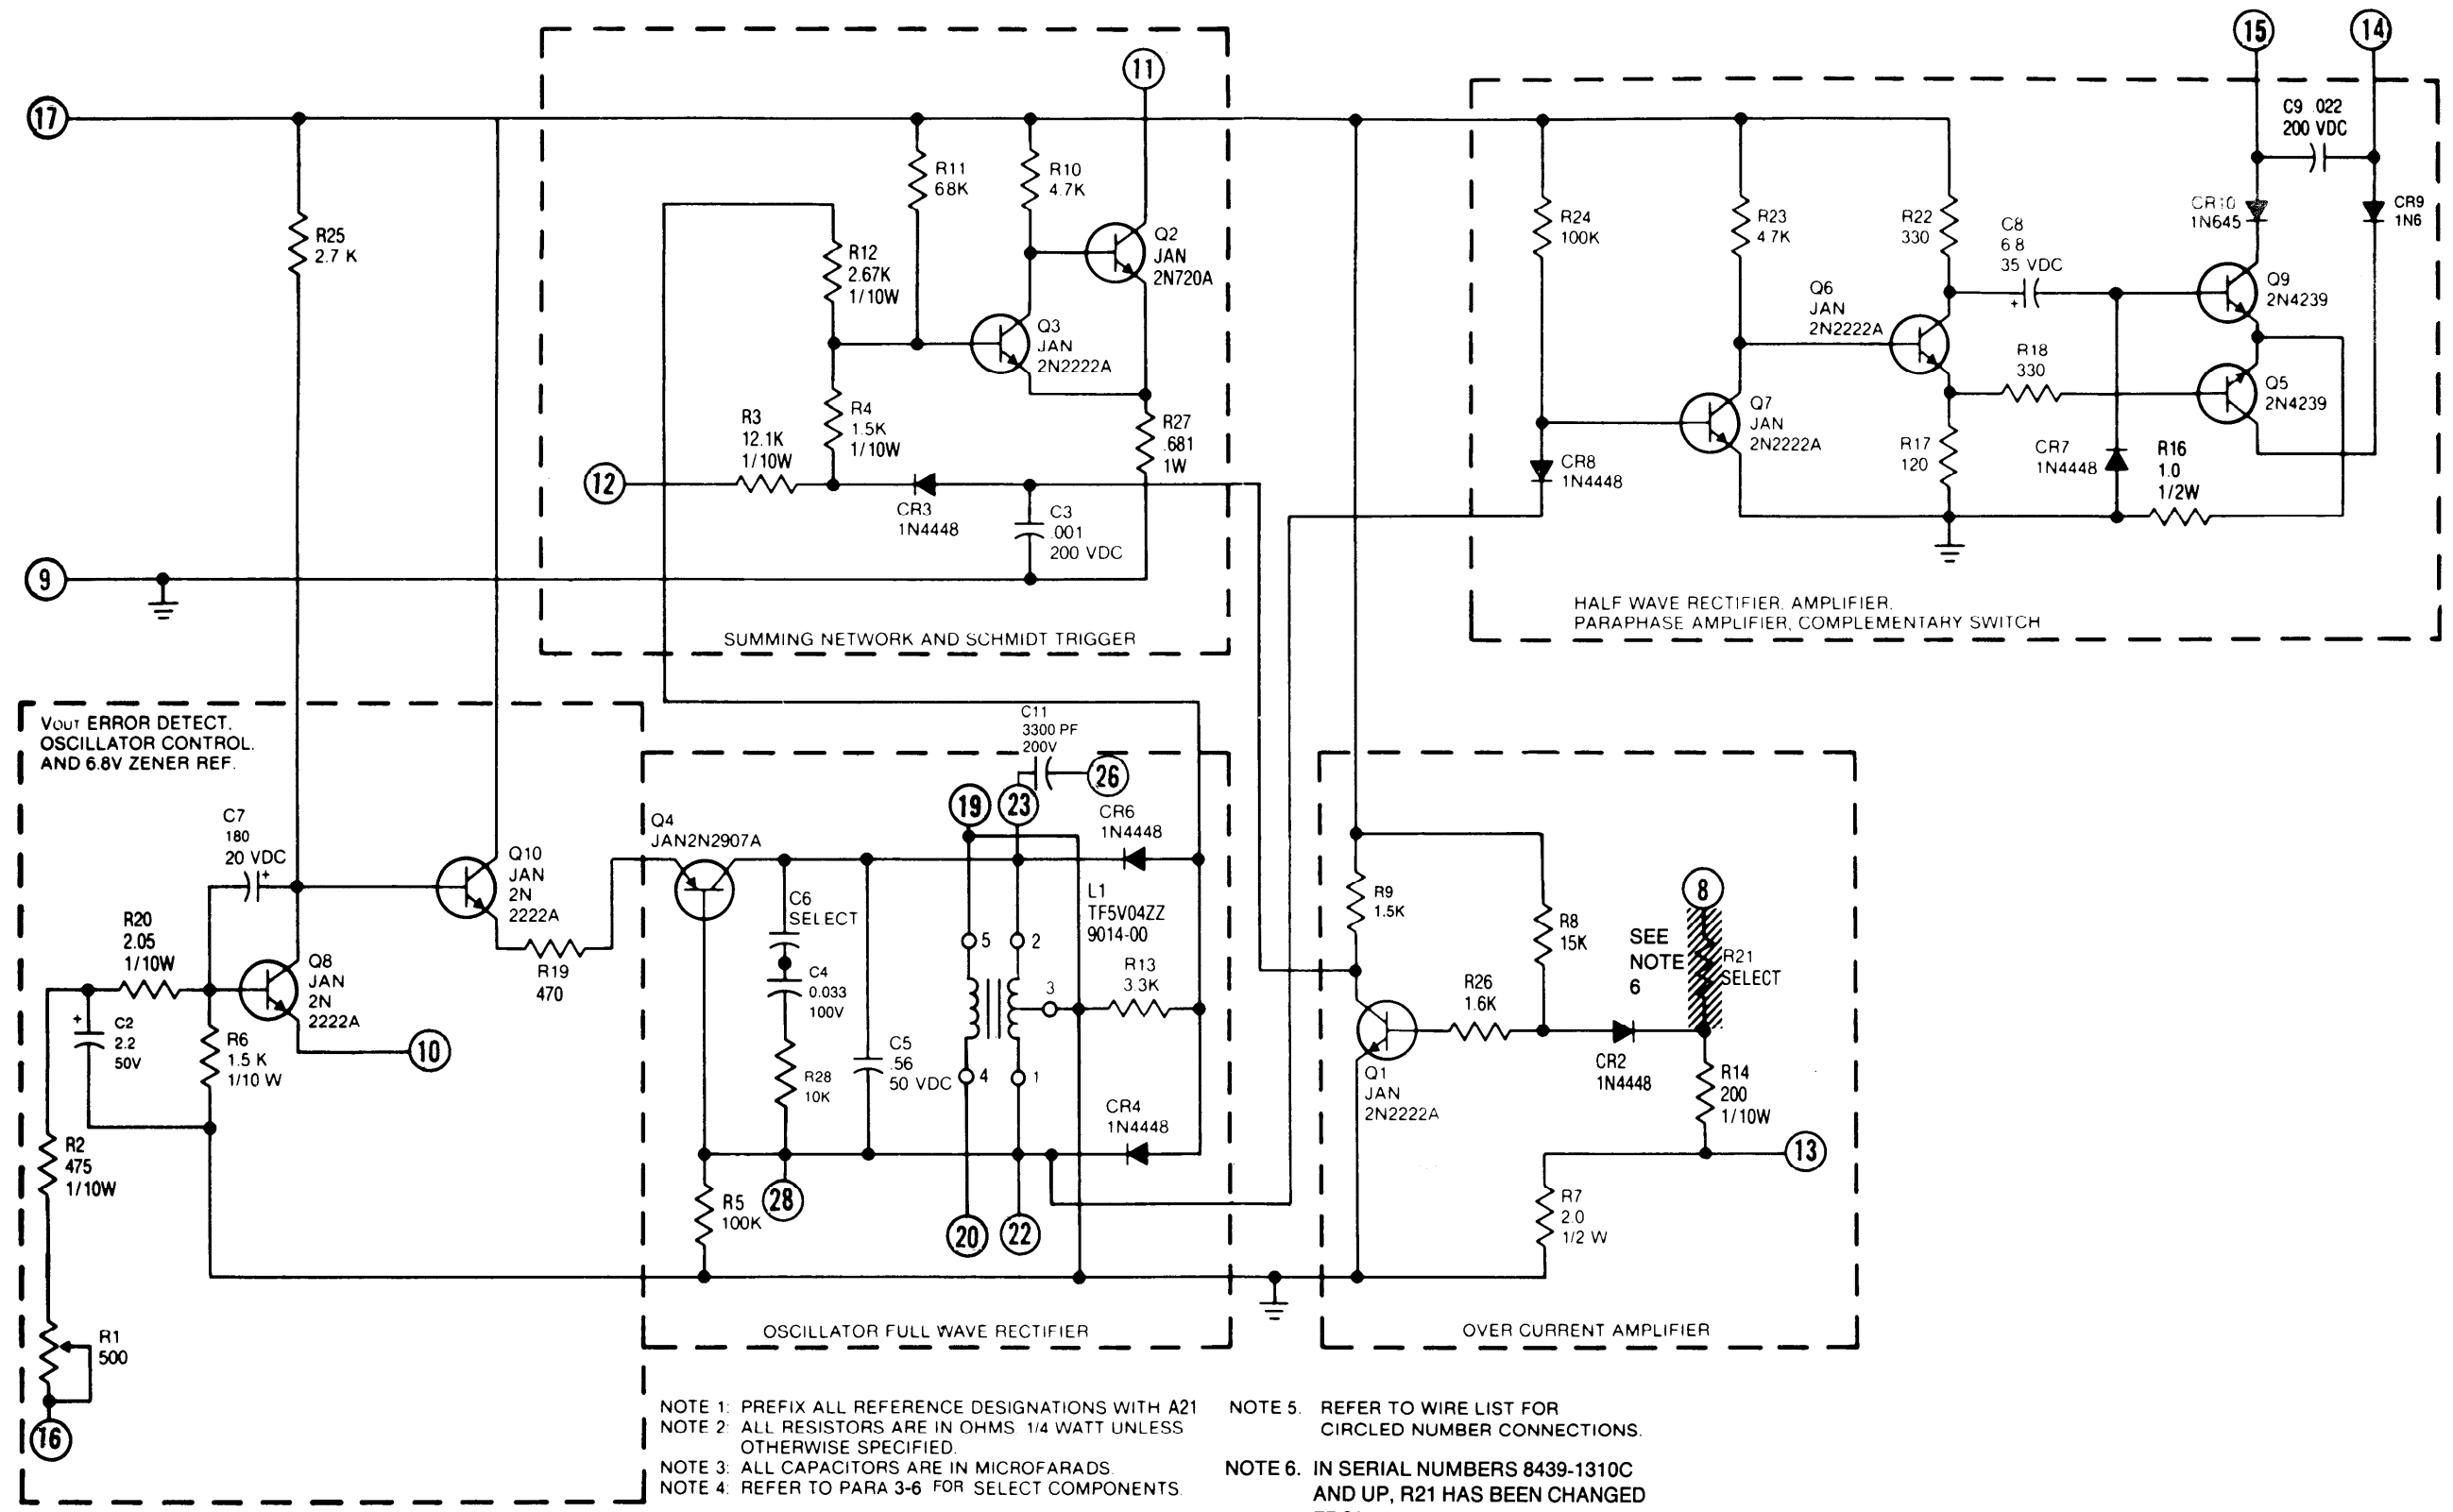 15
14
11
17
C9 .022
200 VDC
R11
68K
R10
4.7K
R25
2.7 K
R12
2.67K
1/10W
Q2
JAN
2N720A
Q3
JAN
2N2222A
R3
12.1K
1/10W
R4
1.5K
1/10W
R27
.681
1W
12
CR3
1N4448
C3
.001
200 VDC
9
SUMMING NETWORK AND SCHMIDT TRIGGER
R24
100K
R23
4.7K
R22
330
C8
6.8
35 VDC
+
CR10
1N645
CR9
1N6
Q6
JAN
2N2222A
Q9
2N4239
R18
330
Q5
2N4239
Q7
JAN
2N2222A
R17
120
CR7
1N4448
R16
1.0
1/2W
CR8
1N4448
HALF WAVE RECTIFIER, AMPLIFIER,
PARAPHASE AMPLIFIER, COMPLEMENTARY SWITCH
VOUT ERROR DETECT.
OSCILLATOR CONTROL.
AND 6.8V ZENER REF.
C7
180
20 VDC
+
Q10
JAN
2N
2222A
R20
2.05
1/10W
Q8
JAN
2N
2222A
R19
470
+
C2
2.2
50V
R6
1.5 K
1/10 W
10
R2
475
1/10W
R1
500
16
C11
3300 PF
200V
26
19
23
Q4
JAN2N2907A
CR6
1N4448
C6
SELECT
L1
TF5V04ZZ
9014-00
5
2
C4
0.033
100V
3
R13
3.3K
C5
.56
50 VDC
R28
10K
4
1
CR4
1N4448
R5
100K
28
20
22
OSCILLATOR FULL WAVE RECTIFIER
R9
1.5K
R8
15K
8
SEE
NOTE
6
R21
SELECT
R26
1.6K
CR2
1N4448
Q1
JAN
2N2222A
R14
200
1/10W
13
R7
2.0
1/2 W
OVER CURRENT AMPLIFIER
NOTE 1: PREFIX ALL REFERENCE DESIGNATIONS WITH A21
NOTE 2: ALL RESISTORS ARE IN OHMS 1/4 WATT UNLESS
OTHERWISE SPECIFIED.
NOTE 3: ALL CAPACITORS ARE IN MICROFARADS.
NOTE 4: REFER TO PARA 3-6 FOR SELECT COMPONENTS.
NOTE 5. REFER TO WIRE LIST FOR
CIRCLED NUMBER CONNECTIONS.
NOTE 6. IN SERIAL NUMBERS 8439-1310C
AND UP, R21 HAS BEEN CHANGED